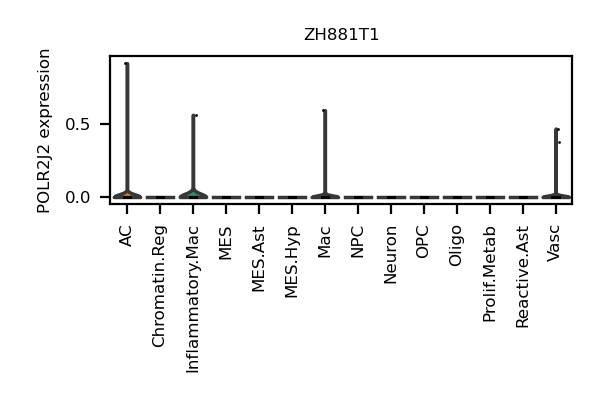 ZH881T1
POLR2J2 expression
0.5
0.0
AC
Chromatin.Reg
Inflammatory.Mac
MES
MES.Ast
MES.Hyp
Mac
NPC
Neuron
OPC
Oligo
Prolif.Metab
Reactive.Ast
Vasc